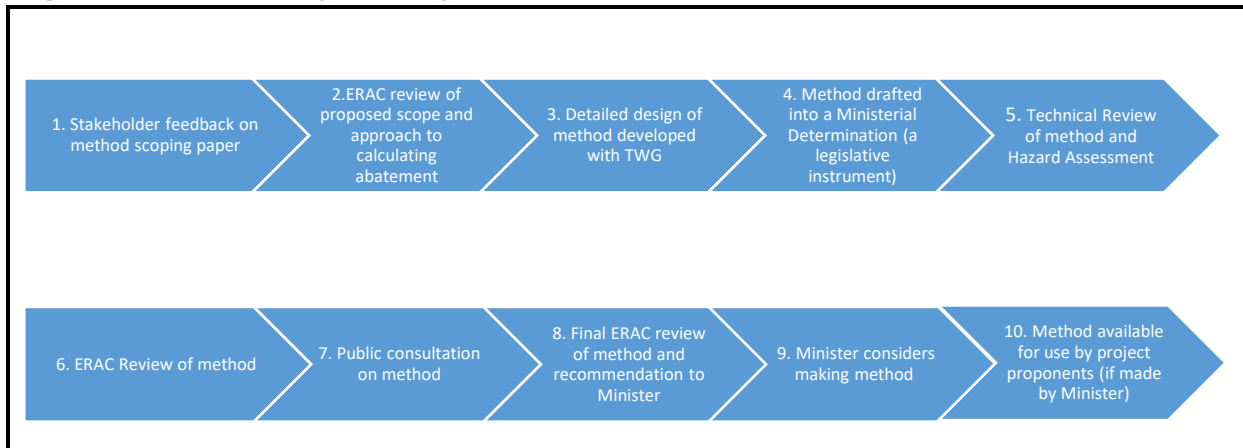 1. Stakeholder feedback on
method scoping paper
2.ERAC review of
proposed scope and
approach to
calculating
abatement
3. Detailed design of
method developed
with TWG
4. Method drafted
into a Ministerial
Determination (a
legislative
instrument)
5. Technical Review
of method and
Hazard Assessment
6. ERAC Review of method
7. Public consultation
on method
8. Final ERAC review
of method and
recommendation to
Minister
9. Minister considers
making method
10. Method available
for use by project
proponents (if made
by Minister)